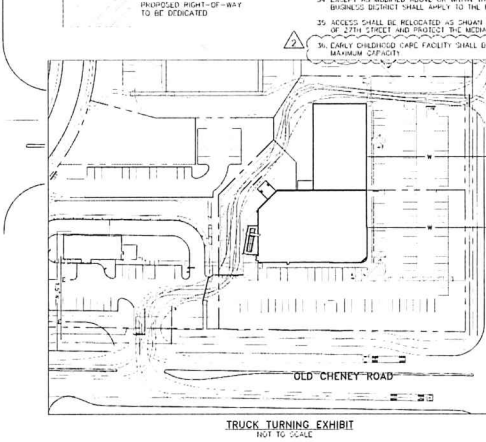 PROPOSED RIGHT-OF-WAY
TO BE DEDICATED
BUSINESS DISTRICT SHALL APPLY TO THE
35 ACCESS SHALL BE RELOCATED AS SHOWN
OF 27TH STREET AND PROTECT THE MEDIA
2
36. EARLY CHILDHOOD CARE FACILITY SHALL B
MAXIMUM CAPACITY.
W
W
OLD CHENEY ROAD
TRUCK TURNING EXHIBIT
NOT TO SCALE